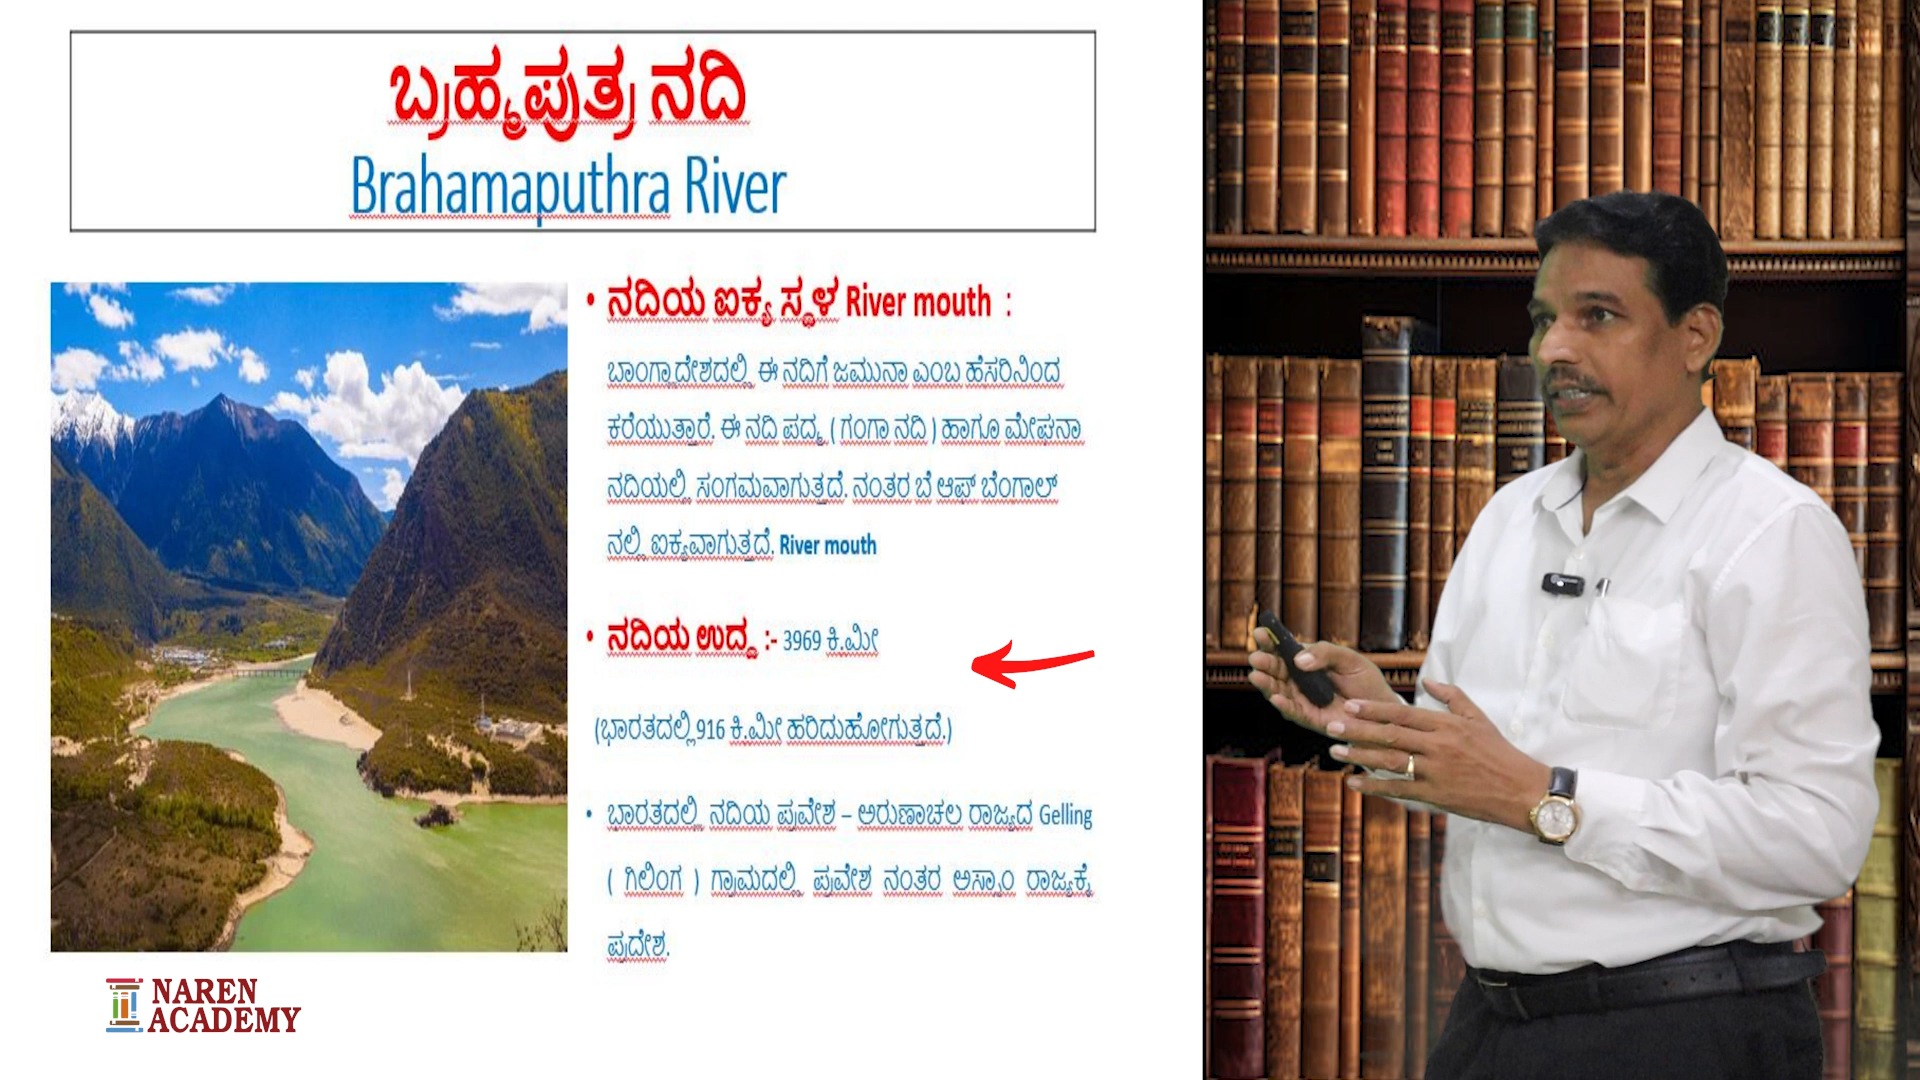 ಬ್ರಹ್ಮಪುತ್ರ ನದಿ
Brahamaputhra River
• ನದಿಯ ಐಕ್ಯ ಸ್ಥಳ River mouth :
ಬಾಂಗ್ಲಾದೇಶದಲ್ಲಿ ಈ ನದಿಗೆ ಜಮುನಾ ಎಂಬ ಹೆಸರಿನಿಂದ
ಕರೆಯುತ್ತಾರೆ. ಈ ನದಿ ಪದ್ಮ ( ಗಂಗಾ ನದಿ ) ಹಾಗೂ ಮೇಘನಾ
ನದಿಯಲ್ಲಿ ಸಂಗಮವಾಗುತ್ತದೆ. ನಂತರ ಬೆ ಆಫ್ ಬೆಂಗಾಲ್
ನಲ್ಲಿ ಐಕ್ಯವಾಗುತ್ತದೆ. River mouth
• ನದಿಯ ಉದ್ದ :- 3969 ಕಿ.ಮೀ
(ಭಾರತದಲ್ಲಿ 916 ಕಿ.ಮೀ ಹರಿದುಹೋಗುತ್ತದೆ.)
• ಭಾರತದಲ್ಲಿ ನದಿಯ ಪ್ರವೇಶ – ಅರುಣಾಚಲ ರಾಜ್ಯದ Gelling
( ಗಿಲಿಂಗ ) ಗ್ರಾಮದಲ್ಲಿ ಪ್ರವೇಶ ನಂತರ ಅಸ್ಸಾಂ ರಾಜ್ಯಕ್ಕೆ
ಪ್ರದೇಶ.
NAREN
ACADEMY